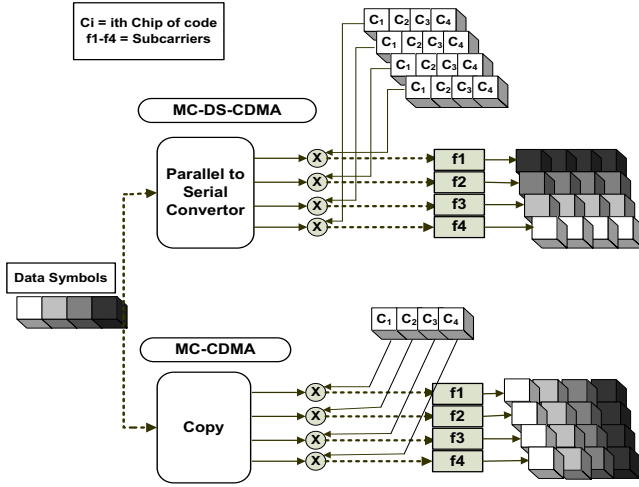 Ci = ith Chip of code
f1-f4 = Subcarriers
C1 C2 C3 C4
C1 C2 C3 C4
C1 C2 C3 C4
C1 C2 C3 C4
MC-DS-CDMA
Parallel to
Serial
Convertor
X
X
X
X
f1
f2
f3
f4
Data Symbols
C1 C2 C3 C4
MC-CDMA
Copy
X
X
X
X
f1
f2
f3
f4